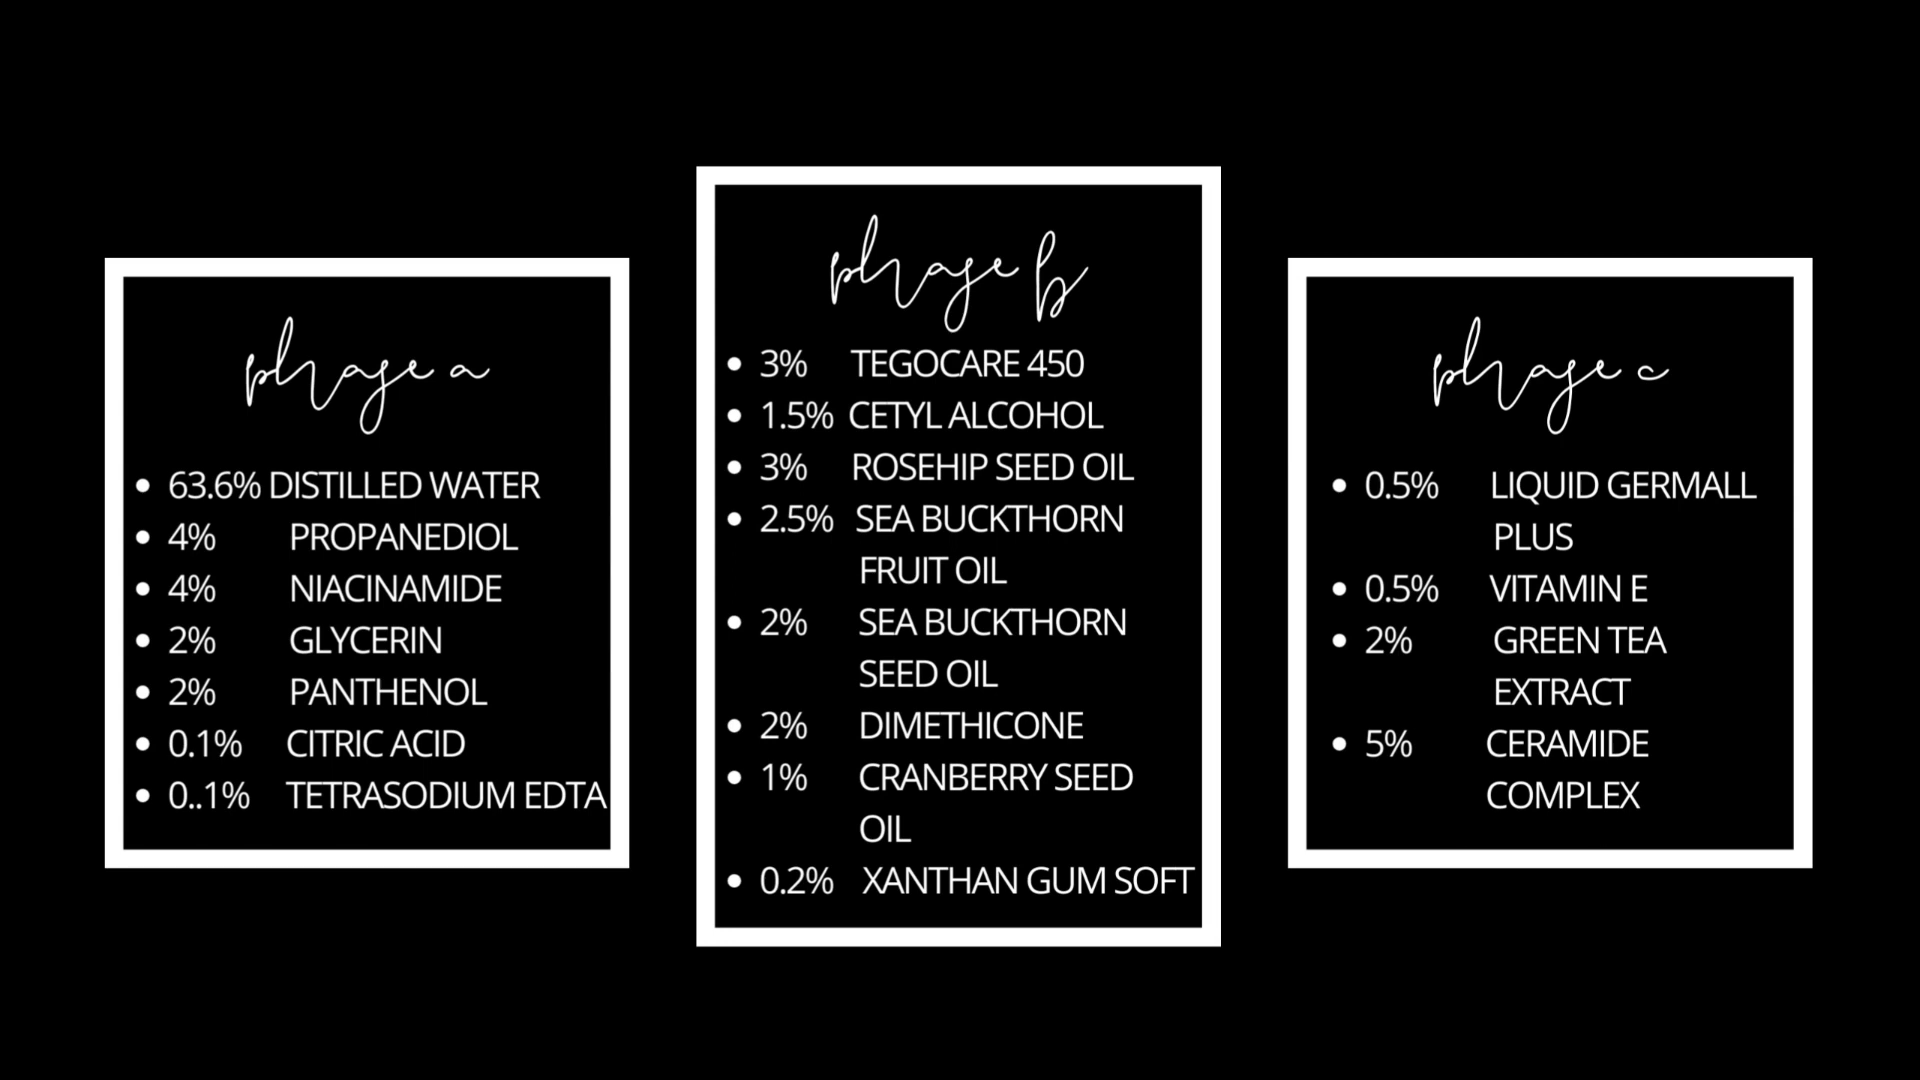 phase a
• 63.6% DISTILLED WATER
• 4% PROPANEDIOL
• 4% NIACINAMIDE
• 2% GLYCERIN
• 2% PANTHENOL
• 0.1% CITRIC ACID
• 0..1% TETRASODIUM EDTA
phase b
• 3% TEGOCARE 450
• 1.5% CETYL ALCOHOL
• 3% ROSEHIP SEED OIL
• 2.5% SEA BUCKTHORN
FRUIT OIL
• 2% SEA BUCKTHORN
SEED OIL
• 2% DIMETHICONE
• 1% CRANBERRY SEED
OIL
• 0.2% XANTHAN GUM SOFT
phase c
• 0.5% LIQUID GERMALL
PLUS
• 0.5% VITAMIN E
• 2% GREEN TEA
EXTRACT
• 5% CERAMIDE
COMPLEX